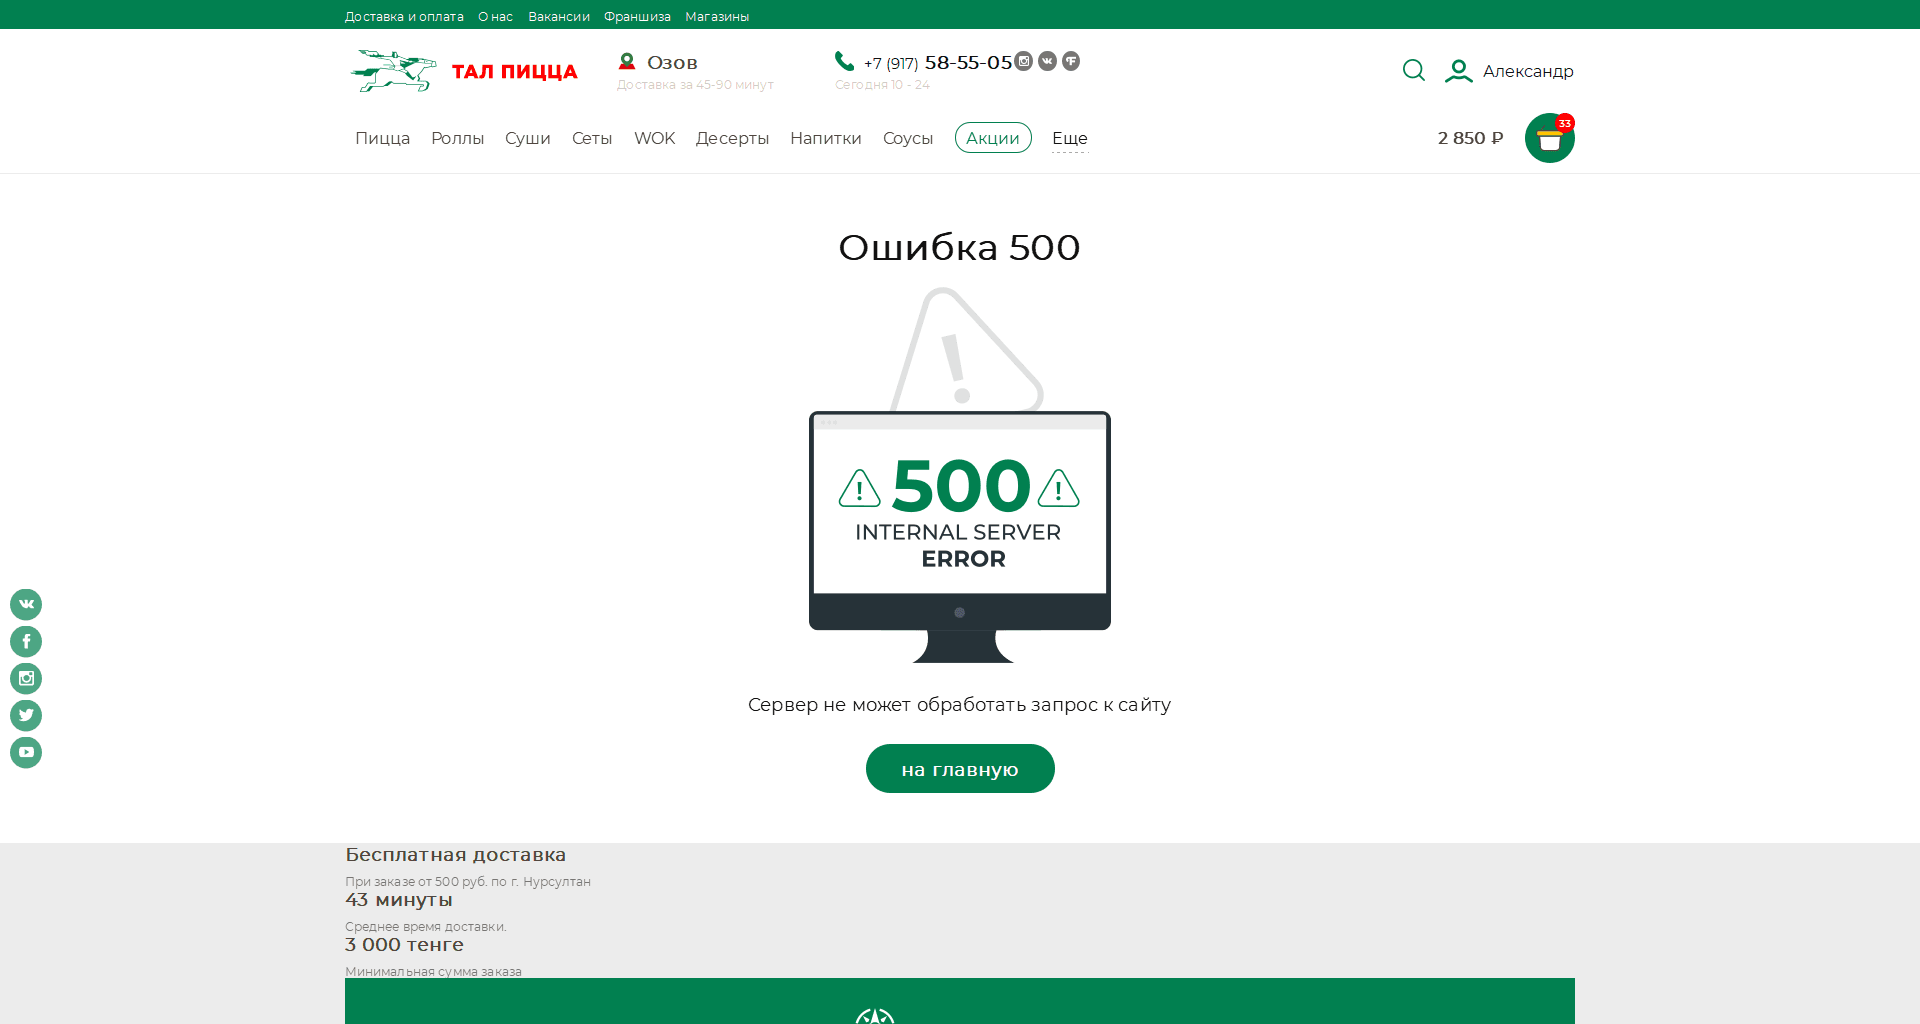 Доставка и оплата О нас Вакансии Франшиза Магазины
ТАЛ ПИЦЦА
Озов
Доставка за 45-90 минут
+7 (917) 58-55-05
Сегодня 10 - 24
Александр
Пицца Роллы Суши Сеты WOK Десерты Напитки Соусы Акции Еще
2 850 ₽
33
Ошибка 500
!
! 500 !
INTERNAL SERVER
ERROR
Сервер не может обработать запрос к сайту
на главную
Бесплатная доставка
При заказе от 500 руб. по г. Нурсултан
43 минуты
Среднее время доставки.
3 000 тенге
Минимальная сумма заказа